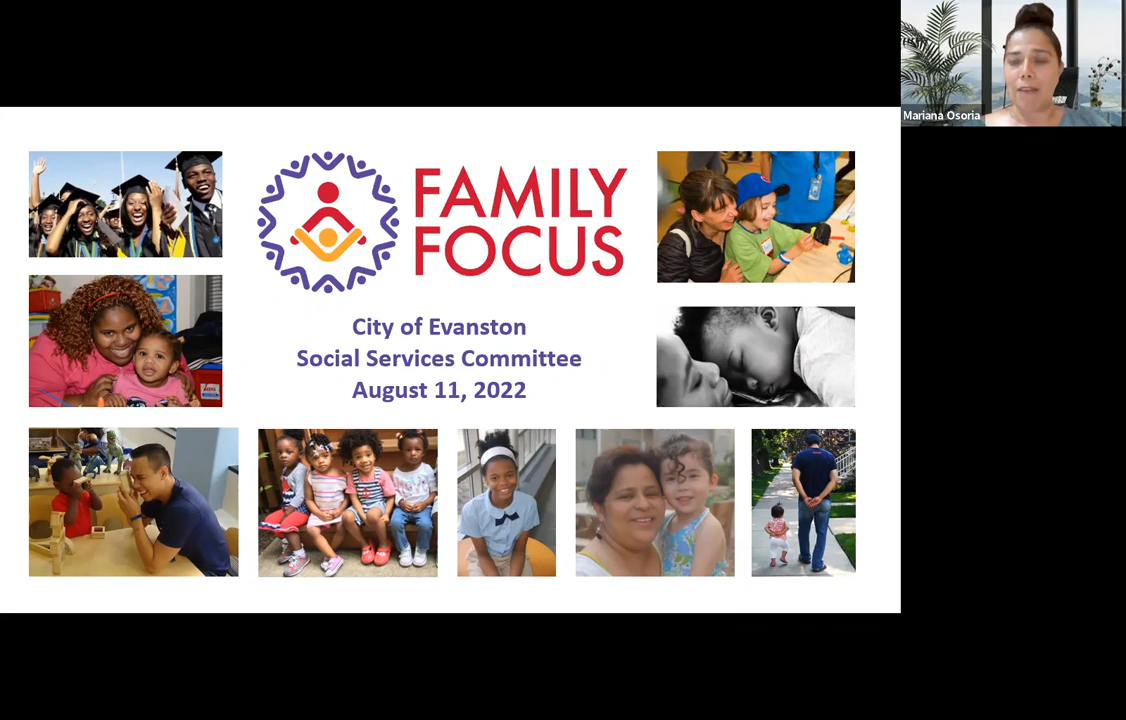 Mariana Osoria
FAMILY
FOCUS
City of Evanston
Social Services Committee
August 11, 2022